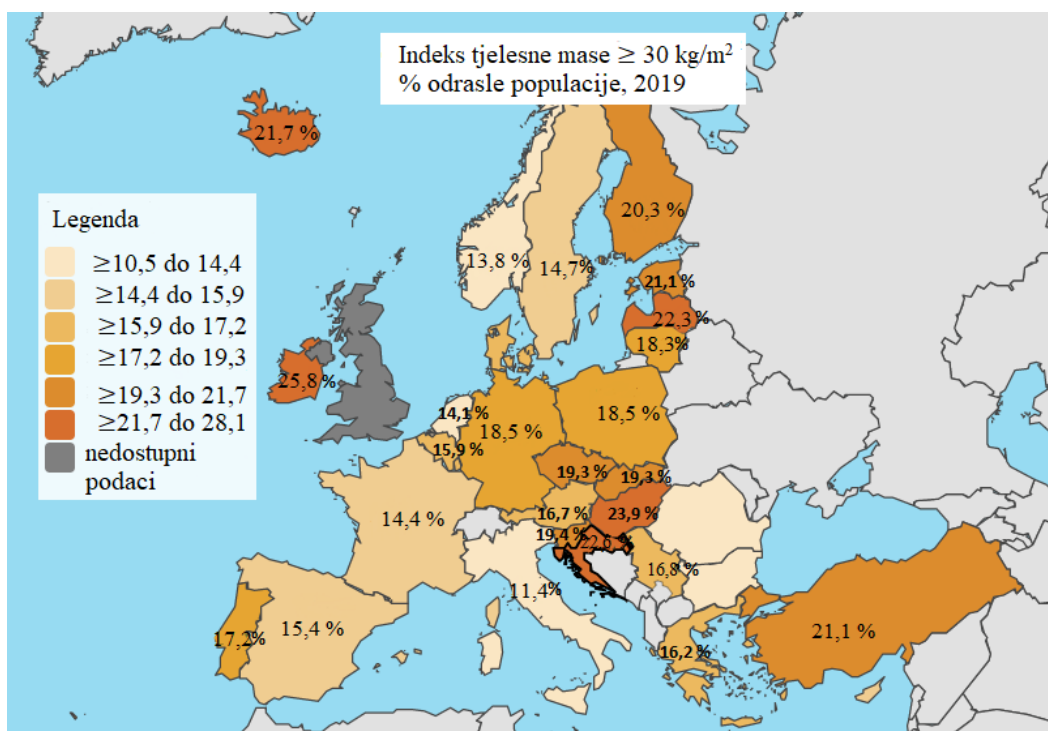 Indeks tjelesne mase ≥ 30 kg/m²
% odrasle populacije, 2019
21,7 %
Legenda
≥10,5 do 14,4
≥14,4 do 15,9
≥15,9 do 17,2
≥17,2 do 19,3
≥19,3 do 21,7
≥21,7 do 28,1
nedostupni
podaci
20,3 %
13,8 %
14,7%
21,1 %
22,3 %
18,3%
25,8 %
14,1 %
18,5 %
18,5 %
15,9 %
19,3 %
19,3 %
16,7 %
23,9 %
14,4 %
19,4 %
22,6 %
16,8 %
11,4%
17,2%
15,4 %
16,2 %
21,1 %